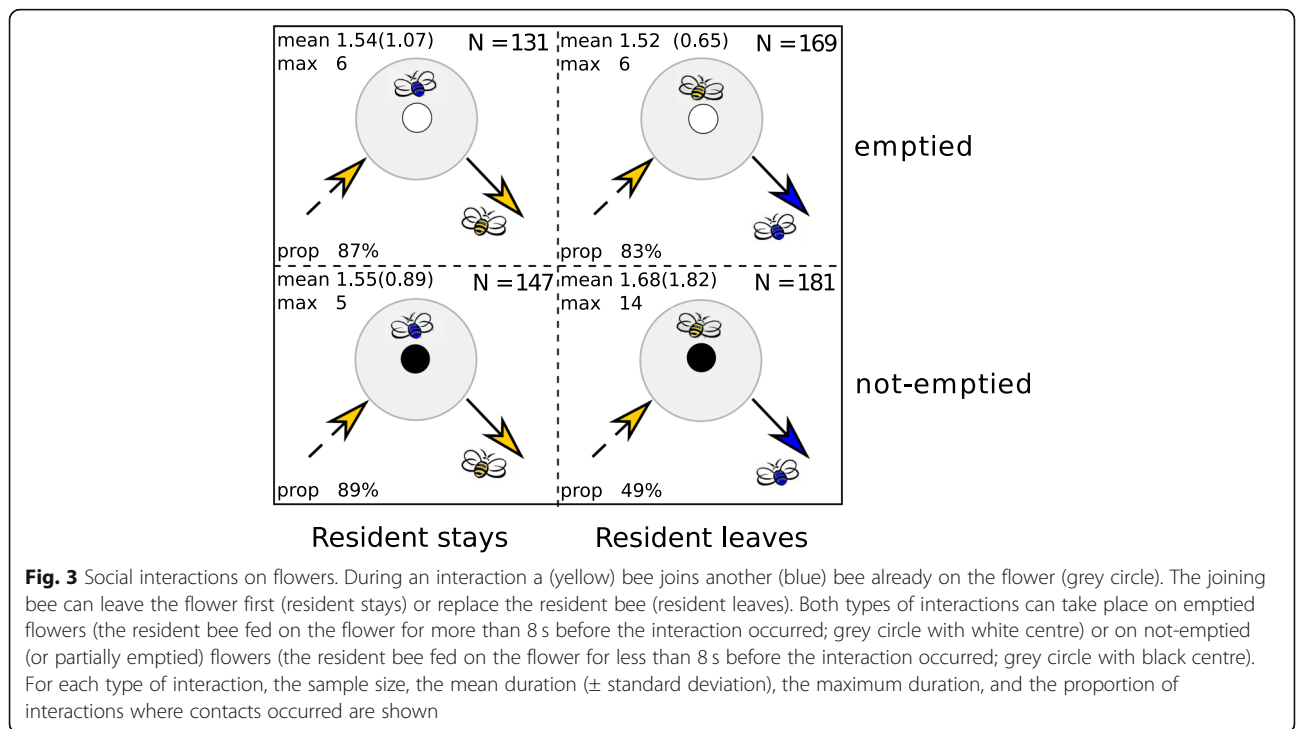 mean 1.54(1.07) N =131
max 6
prop 87%
mean 1.52 (0.65) N =169
max 6
prop 83%
emptied
mean 1.55(0.89) N =147
max 5
prop 89%
mean 1.68(1.82) N =181
max 14
prop 49%
not-emptied
Resident stays
Resident leaves
Fig. 3 Social interactions on flowers. During an interaction a (yellow) bee joins another (blue) bee already on the flower (grey circle). The joining
bee can leave the flower first (resident stays) or replace the resident bee (resident leaves). Both types of interactions can take place on emptied
flowers (the resident bee fed on the flower for more than 8 s before the interaction occurred; grey circle with white centre) or on not-emptied
(or partially emptied) flowers (the resident bee fed on the flower for less than 8 s before the interaction occurred; grey circle with black centre).
For each type of interaction, the sample size, the mean duration (± standard deviation), the maximum duration, and the proportion of
interactions where contacts occurred are shown